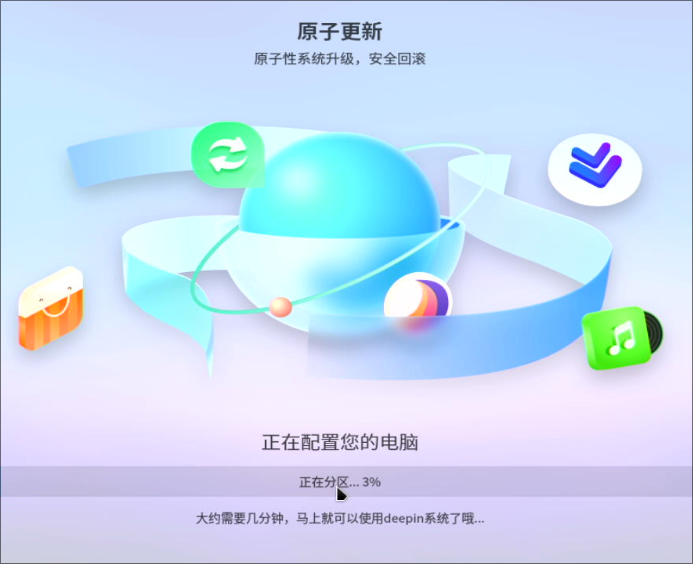 原子更新
原子性系统升级，安全回滚
正在配置您的电脑
正在分区... 3%
大约需要几分钟，马上就可以使用deepin系统了哦...